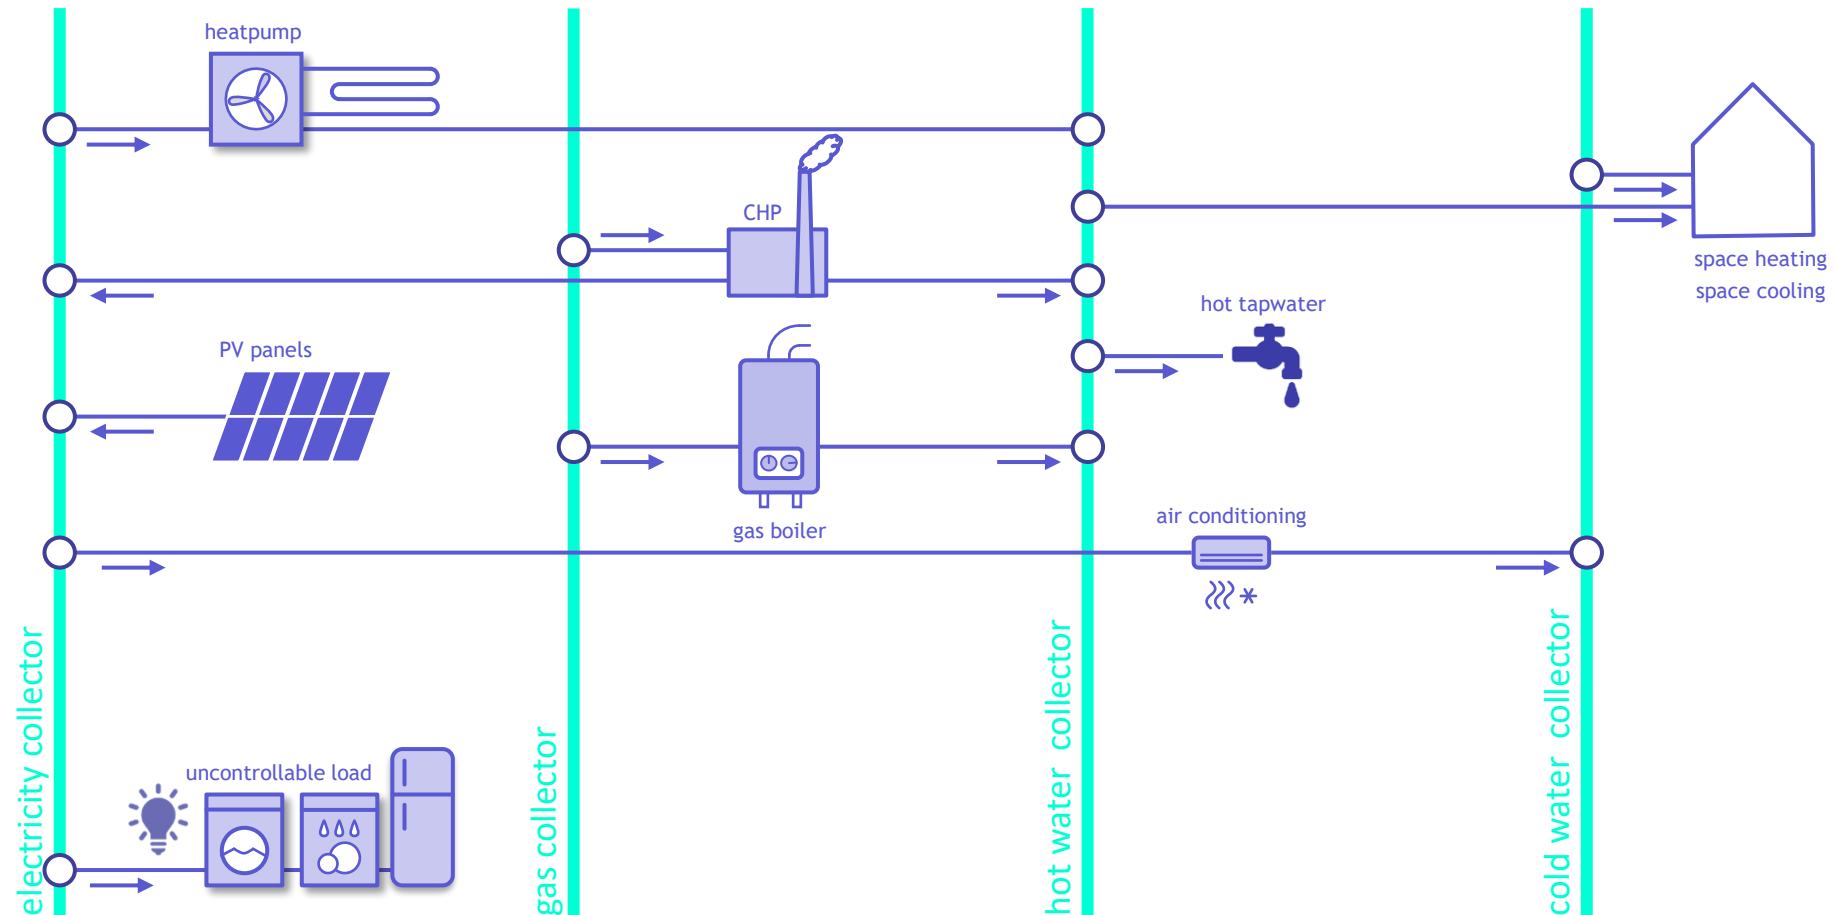 heatpump
CHP
space heating
space cooling
hot tapwater
PV panels
air conditioning
gas boiler
uncontrollable load
electricity collector
gas collector
hot water  collector
cold water  collector